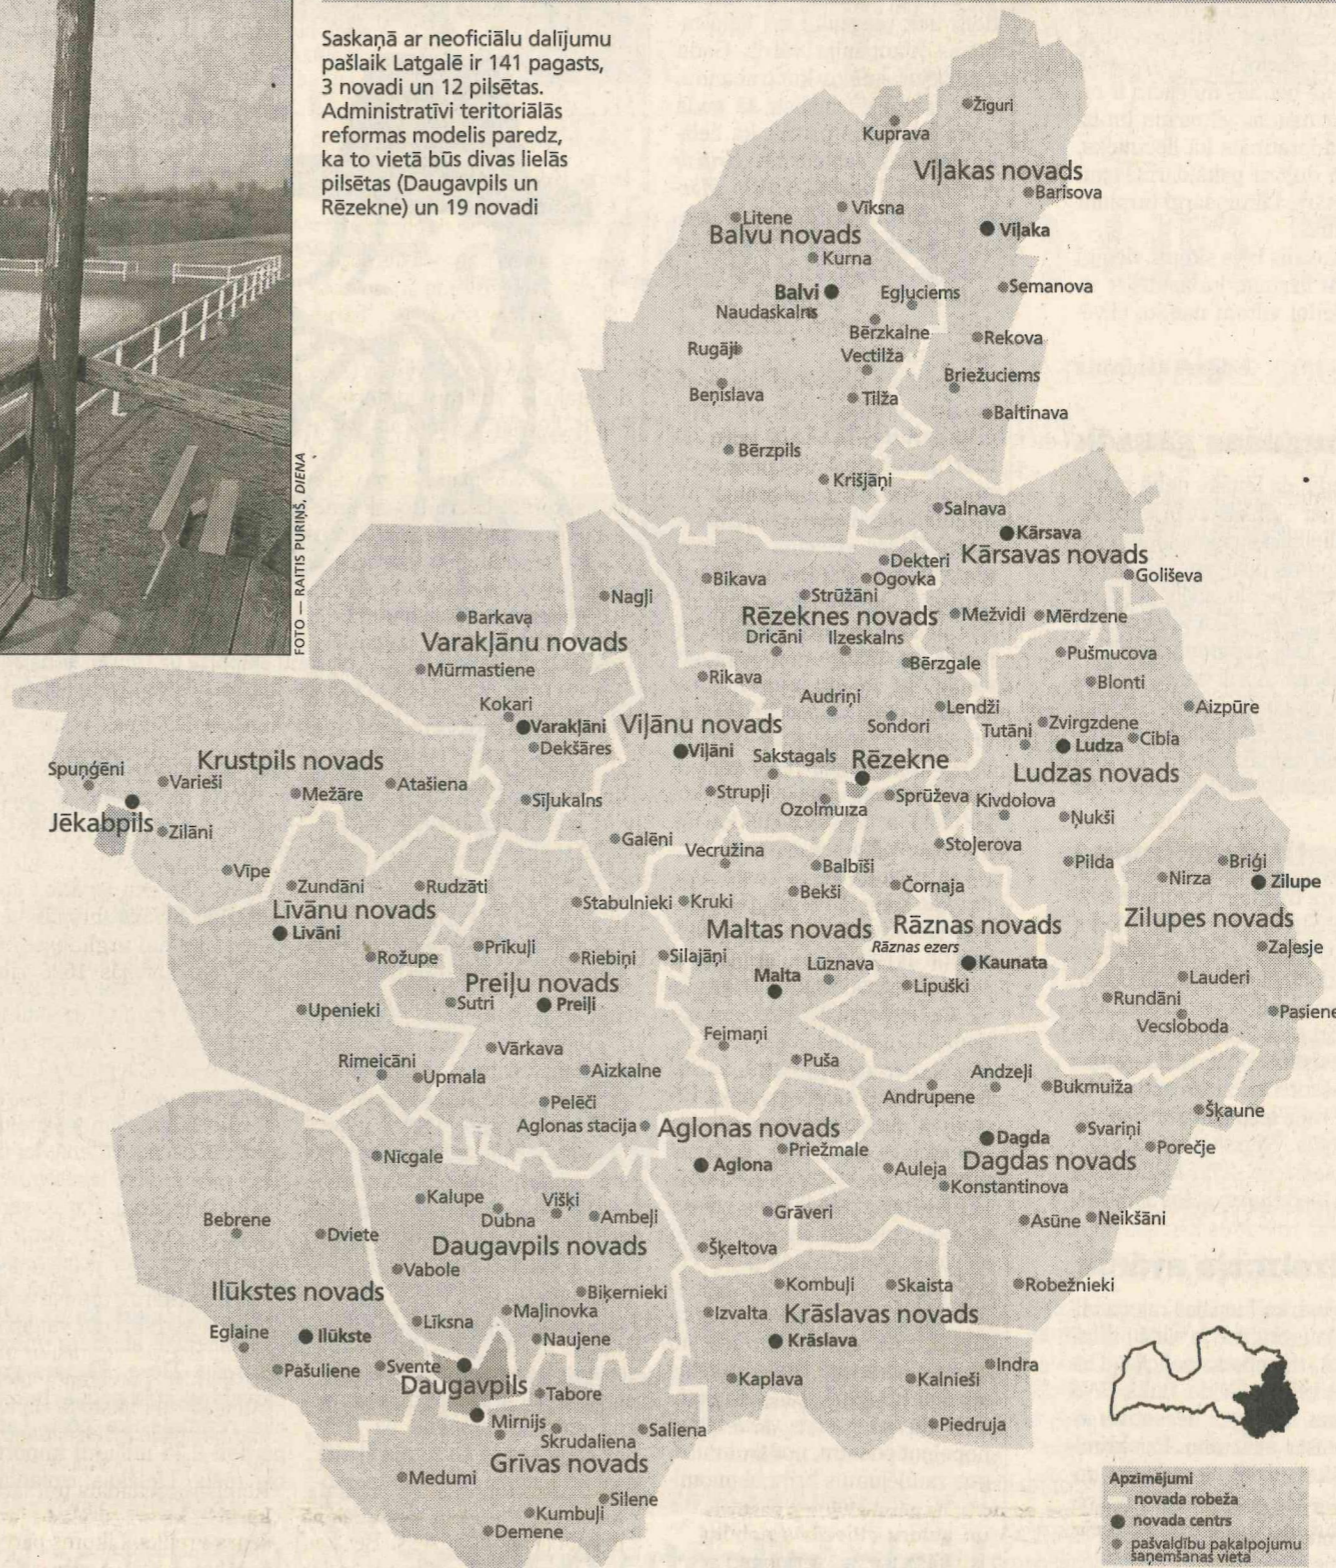 Saskaņā ar neoficiālu dalījumu
pašlaik Latgalē ir 141 pagasts,
3 novadi un 12 pilsētas.
Administratīvi teritoriālās
reformas modelis paredz,
ka to vietā būs divas lielās
pilsētas (Daugavpils un
Rēzekne) un 19 novadi
FOTO — RAITIS PURIŅŠ, DIENA
Žīguri
Kuprava
Viļakas novads
Barisova
Vīksna
Litene
Viļaka
Balvu novads
Kurna
Semanova
Balvi
Egļuciems
Naudaskalns
Bērzkalne
Rekova
Rugāji
Vectilža
Briežuciems
Beņislava
Tilža
Baltinava
Bērzpils
Krišjāņi
Salnava
Kārsava
Kārsavas novads
Dekteri
Goliševa
Bikava
Ogovka
Nagļi
Strūžāni
Barkava
Rēzeknes novads
Mežvidi
Mērdzene
Varakļānu novads
Dricāni
Ilzeskalns
Pušmucova
Mūrmastiene
Bērzgale
Rikava
Blonti
Audriņi
Kokari
Lendži
Aizpūre
Varakļāni
Viļānu novads
Sondori
Tutāni
Zvirgzdene
Dekšāres
Viļāni
Ludza
Cibla
Sakstagals
Rēzekne
Krustpils novads
Ludzas novads
Spuņģēni
Varieši
Mežāre
Atašiena
Sīļukalns
Strupļi
Ozolmuiza
Sprūževa
Kivdolova
Ņukši
Jēkabpils
Zīlāni
Galēni
Vecružina
Stoļerova
Vīpe
Balbiši
Pilda
Briģi
Zundāni
Rudzāti
Bekši
Čornaja
Nirza
Zilupe
Stabulnieki
Kruki
Līvānu novads
Līvāni
Maltas novads
Rāznas novads
Zilupes novads
Rāznas ezers
Prīkuļi
Zaļesje
Rožupe
Riebiņi
Silajāņi
Lūznava
Kaunata
Preiļu novads
Malta
Lipuški
Lauderi
Sutri
Preiļi
Rundāni
Upenieki
Vecsloboda
Pasiene
Fejmaņi
Vārkava
Rimeicāni
Puša
Upmala
Aizkalne
Andzeļi
Andrupene
Bukmuiža
Pelēči
Šķaune
Aglonas stacija
Aglonas novads
Svariņi
Dagda
Priežmale
Porečje
Nīcgale
Aglona
Auleja
Dagdas novads
Konstantinova
Kalupe
Višķi
Dubna
Ambeļi
Grāveri
Asūne
Neikšāni
Bebrene
Dviete
Daugavpils novads
Šķeltova
Vabole
Ilūkstes novads
Biķernieki
Kombuļi
Skaista
Robežnieki
Maļinovka
Izvalta
Krāslavas novads
Līksna
Eglaine
Ilūkste
Naujene
Krāslava
Pašuliene
Svente
Indra
Daugavpils
Tabore
Kaplava
Kalnieši
Mirnijs
Skrudaliena
Saliena
Piedruja
Grīvas novads
Medumi
Silene
Kumbuļi
Demene
Apzimējumi
novada robeža
novada centrs
pašvaldību pakalpojumu
saņemšanas vieta